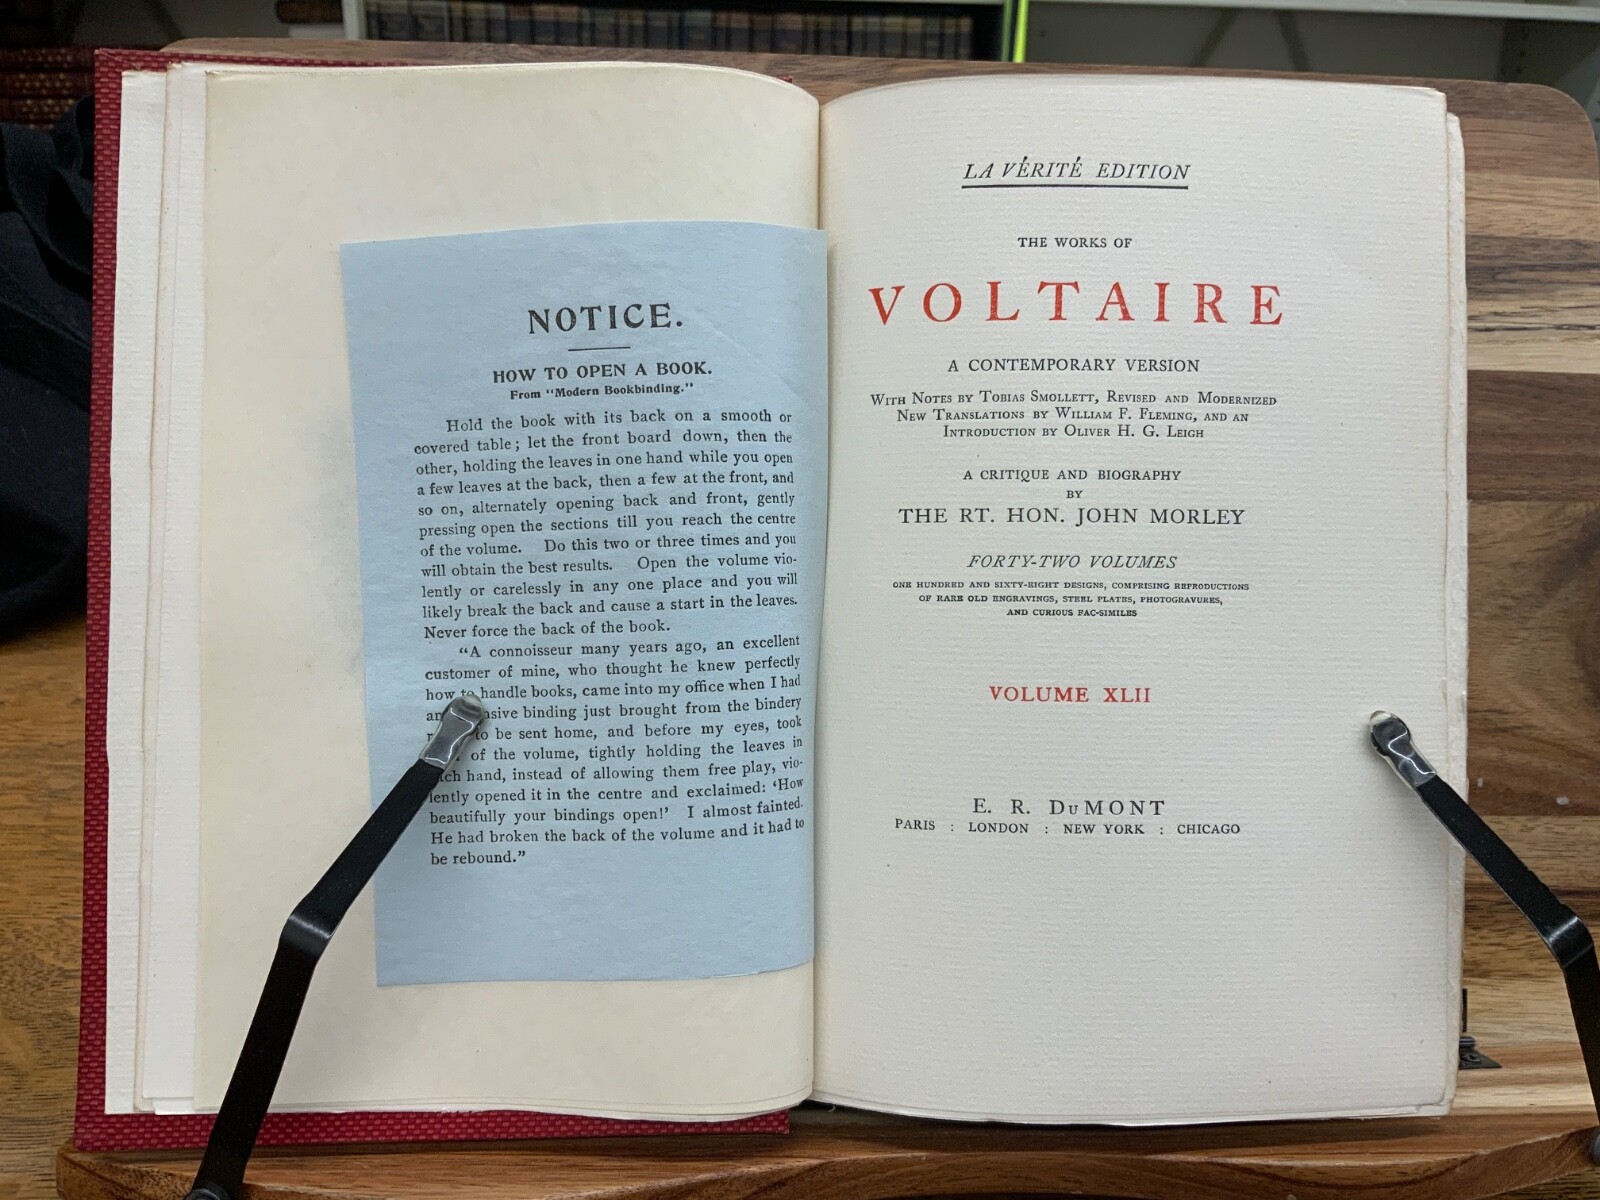 NOTICE.
HOW TO OPEN A BOOK.
From "Modern Bookbinding."
Hold the book with its back on a smooth or
covered table; let the front board down, then the
other, holding the leaves in one hand while you open
a few leaves at the back, then a few at the front, and
so on, alternately opening back and front, gently
pressing open the sections till you reach the centre
of the volume. Do this two or three times and you
will obtain the best results. Open the volume vio-
lently or carelessly in any one place and you will
likely break the back and cause a start in the leaves.
Never force the back of the book.
"A connoisseur many years ago, an excellent
customer of mine, who thought he knew perfectly
how to handle books, came into my office when I had
binding just brought from the bindery
to be sent home, and before my eyes, took
of the volume, tightly holding the leaves in
hand, instead of allowing them free play, vio-
lently opened it in the centre and exclaimed: 'How
beautifully your bindings open!' I almost fainted.
He had broken the back of the volume and it had to
be rebound."
LA VÉRITÉ EDITION
THE WORKS OF
VOLTAIRE
A CONTEMPORARY VERSION
WITH NOTES BY TOBIAS SMOLLETT, REVISED AND MODERNIZED
NEW TRANSLATIONS BY WILLIAM F. FLEMING, AND AN
INTRODUCTION BY OLIVER H. G. LEIGH
A CRITIQUE AND BIOGRAPHY
BY
THE RT. HON. JOHN MORLEY
FORTY-TWO VOLUMES
ONE HUNDRED AND SIXTY-EIGHT DESIGNS, COMPRISING REPRODUCTIONS
OF RARE OLD ENGRAVINGS, STEEL PLATES, PHOTOGRAVURES,
AND CURIOUS FAC-SIMILES
VOLUME XLII
E. R. DuMONT
PARIS : LONDON : NEW YORK : CHICAGO